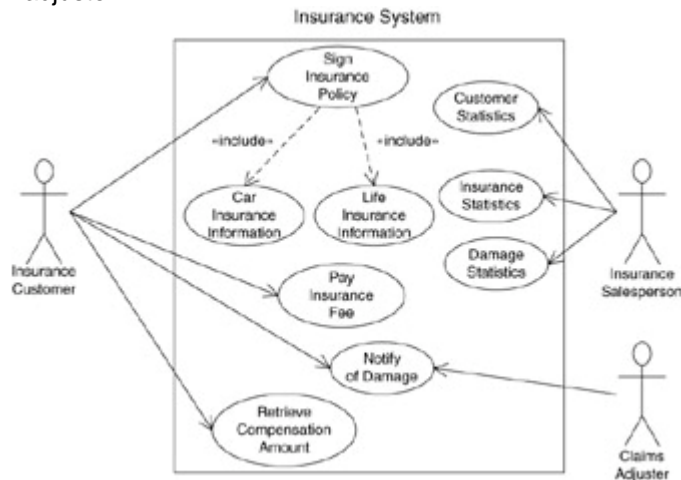 Insurance System
Sign
Insurance
Policy
Customer
Statistics
«include»
«include»
Car
Insurance
Information
Life
Insurance
Information
Insurance
Statistics
Damage
Statistics
Insurance
Customer
Insurance
Salesperson
Pay
Insurance
Fee
Notify
of Damage
Retrieve
Compensation
Amount
Claims
Adjuster